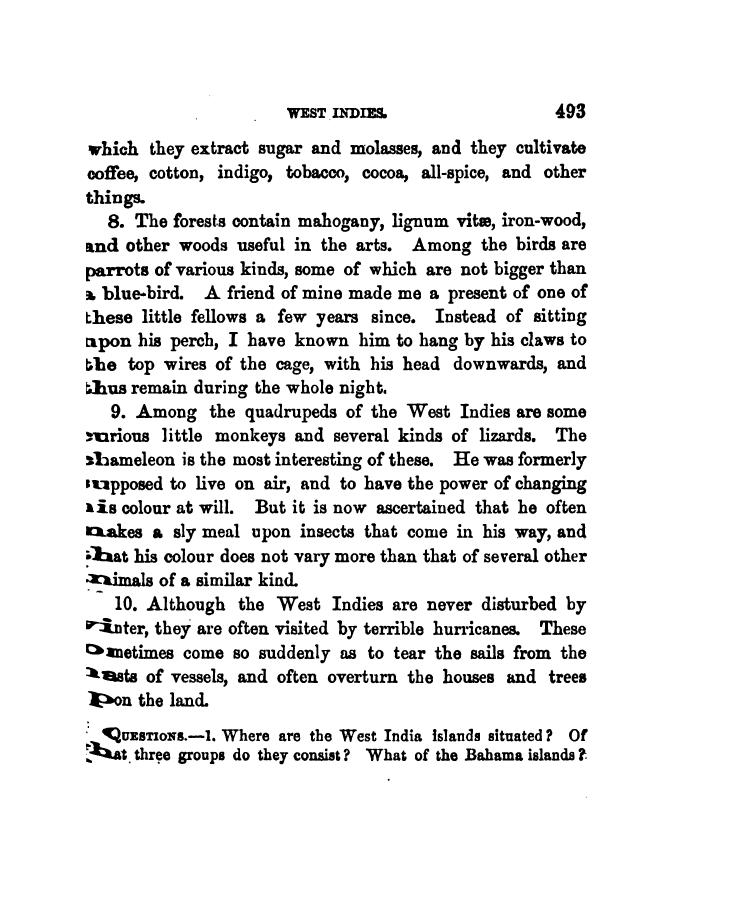 WEST INDIES. 493
which they extract sugar and molasses, and they cultivate
coffee, cotton, indigo, tobacco, cocoa, all-spice, and other
things.
8. The forests contain mahogany, lignum vitæ, iron-wood,
and other woods useful in the arts. Among the birds are
parrots of various kinds, some of which are not bigger than
a blue-bird. A friend of mine made me a present of one of
these little fellows a few years since. Instead of sitting
upon his perch, I have known him to hang by his claws to
the top wires of the cage, with his head downwards, and
thus remain during the whole night.
9. Among the quadrupeds of the West Indies are some
curious little monkeys and several kinds of lizards. The
chameleon is the most interesting of these. He was formerly
supposed to live on air, and to have the power of changing
his colour at will. But it is now ascertained that he often
makes a sly meal upon insects that come in his way, and
that his colour does not vary more than that of several other
animals of a similar kind.
10. Although the West Indies are never disturbed by
winter, they are often visited by terrible hurricanes. These
sometimes come so suddenly as to tear the sails from the
masts of vessels, and often overturn the houses and trees
upon the land.
QUESTIONS.—1. Where are the West India islands situated? Of
what three groups do they consist? What of the Bahama islands?